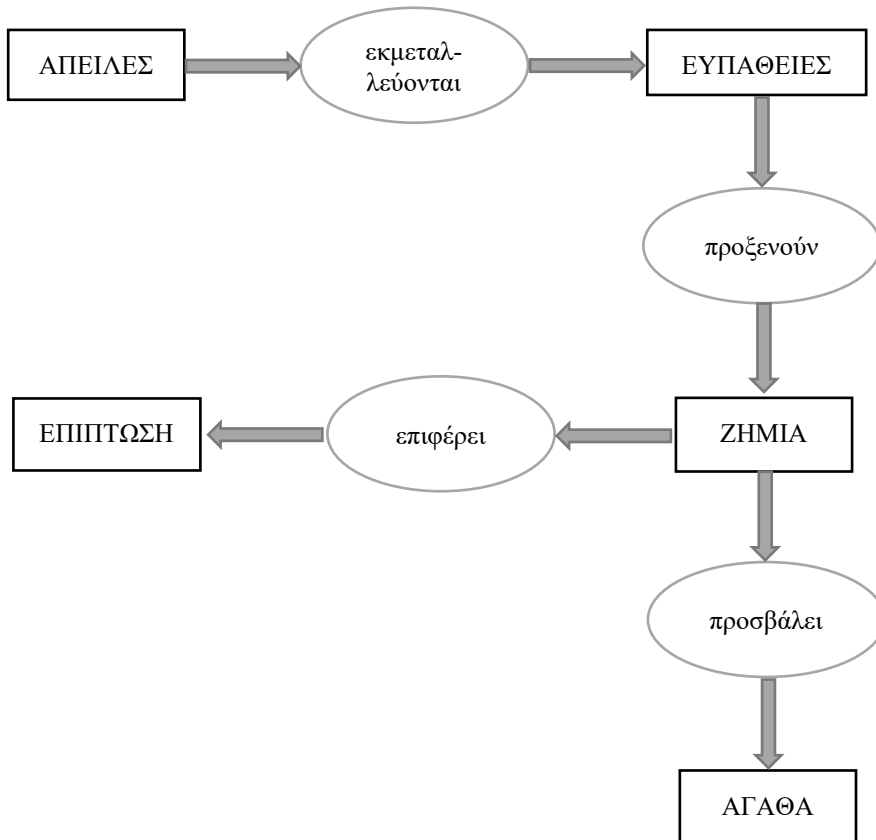 ΑΠΕΙΛΕΣ
εκμεταλ-
λεύονται
ΕΥΠΑΘΕΙΕΣ
προξενούν
ΖΗΜΙΑ
επιφέρει
ΕΠΙΠΤΩΣΗ
προσβάλει
ΑΓΑΘΑ